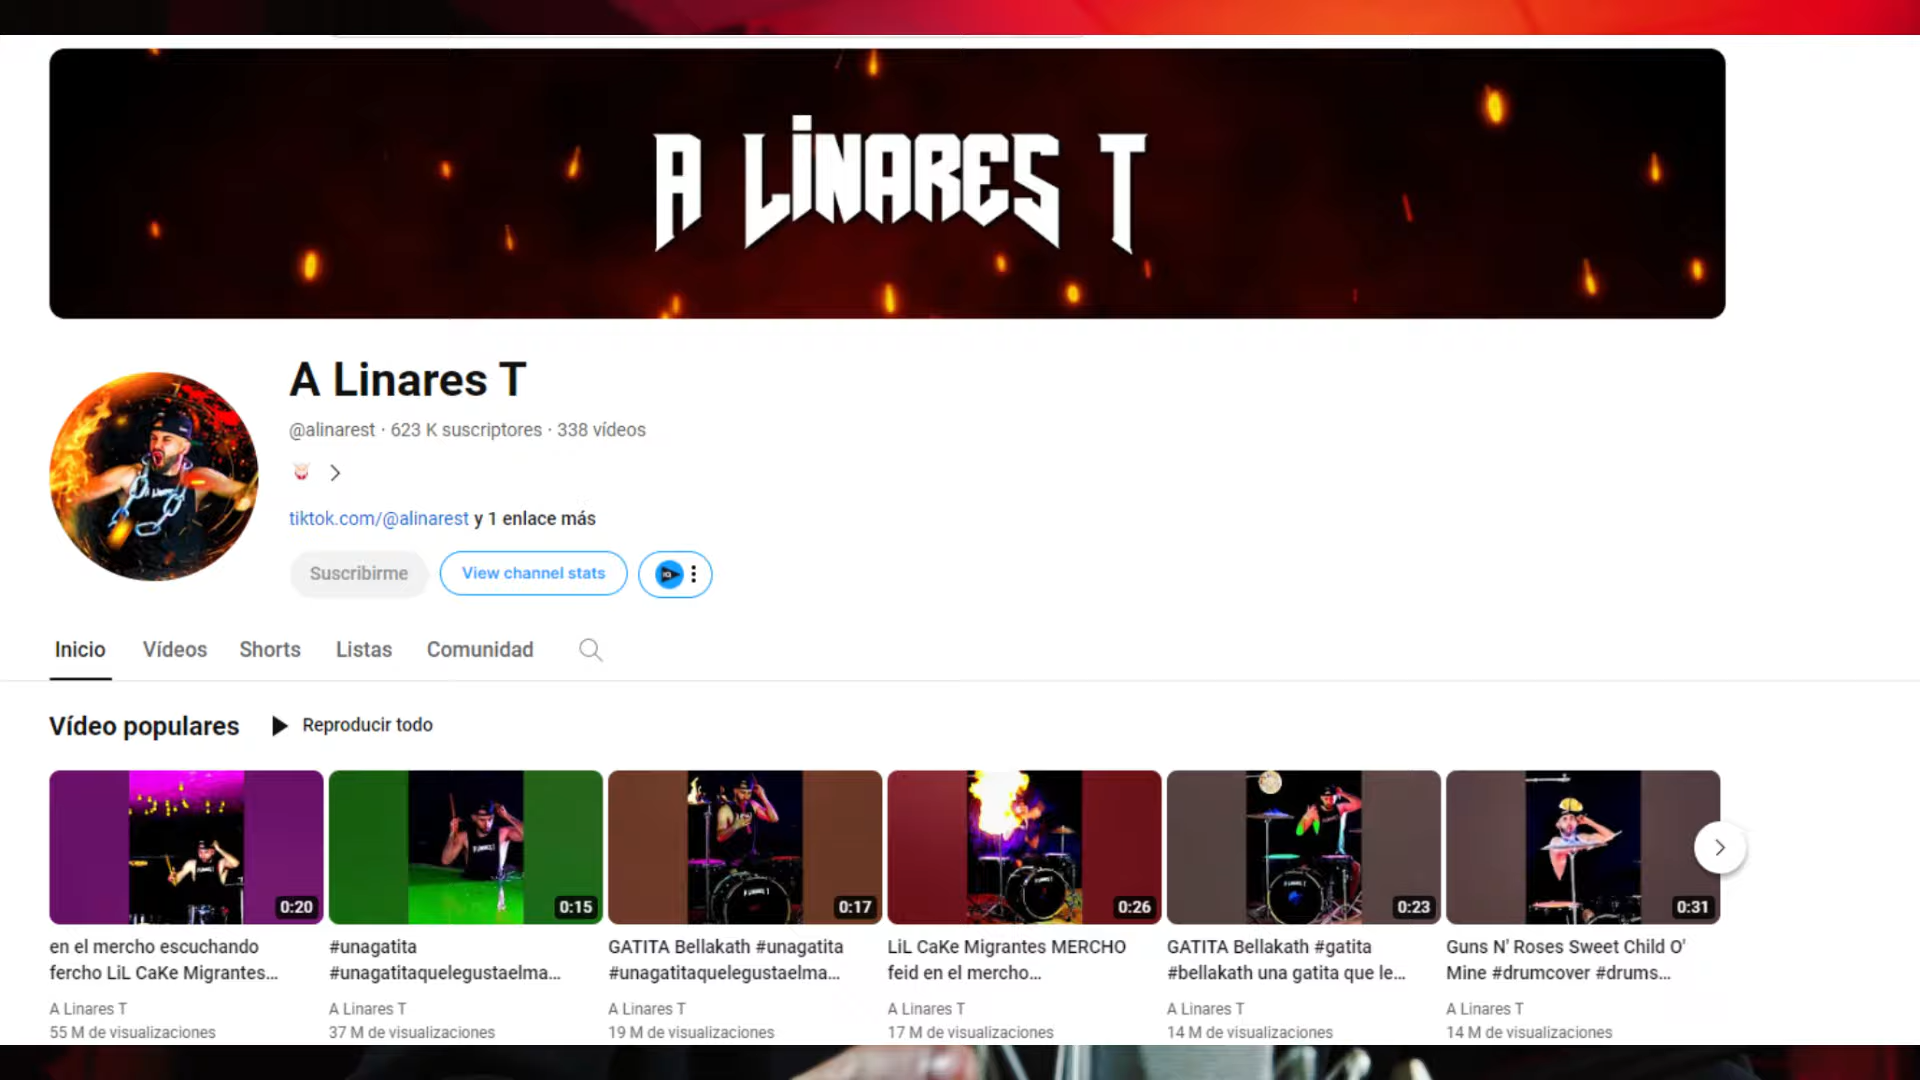 A LiNARES T
A Linares T
@alinarest · 623 K suscriptores · 338 vídeos
tiktok.com/@alinarest y 1 enlace más
Suscribirme
View channel stats
Inicio
Vídeos
Shorts
Listas
Comunidad
Vídeo populares
Reproducir todo
0:20
0:15
0:17
0:26
0:23
0:31
en el mercho escuchando
fercho LiL CaKe Migrantes...
A Linares T
55 M de visualizaciones
#unagatita
#unagatitaquelegustaelma...
A Linares T
37 M de visualizaciones
GATITA Bellakath #unagatita
#unagatitaquelegustaelma...
A Linares T
19 M de visualizaciones
LiL CaKe Migrantes MERCHO
feid en el mercho...
A Linares T
17 M de visualizaciones
GATITA Bellakath #gatita
#bellakath una gatita que le...
A Linares T
14 M de visualizaciones
Guns N' Roses Sweet Child O'
Mine #drumcover #drums...
A Linares T
14 M de visualizaciones